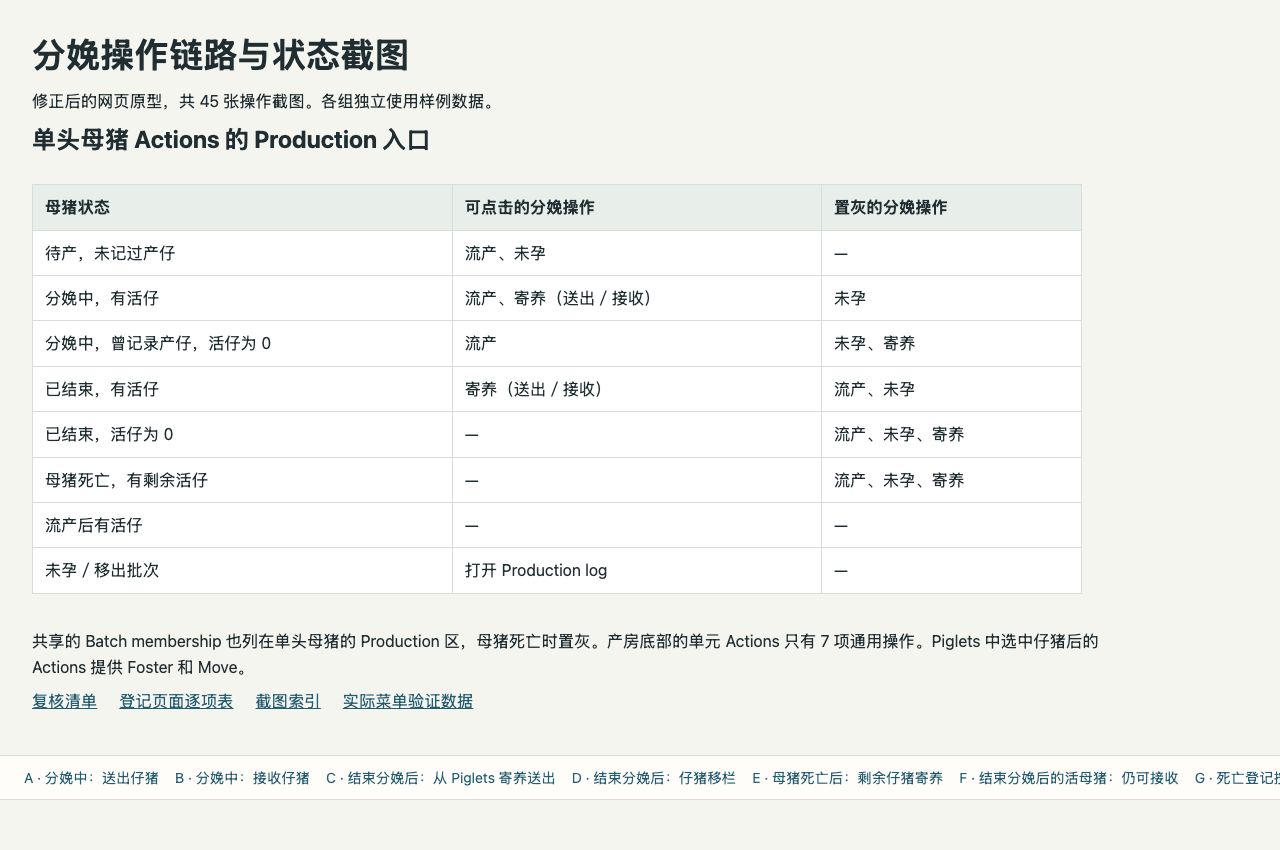 分娩操作链路与状态截图
修正后的网页原型，共 45 张操作截图。各组独立使用样例数据。
单头母猪 Actions 的 Production 入口
母猪状态 可点击的分娩操作 置灰的分娩操作
待产，未记过产仔 流产、未孕 —
分娩中，有活仔 流产、寄养（送出 / 接收） 未孕
分娩中，曾记录产仔，活仔为 0 流产 未孕、寄养
已结束，有活仔 寄养（送出 / 接收） 流产、未孕
已结束，活仔为 0 — 流产、未孕、寄养
母猪死亡，有剩余活仔 — 流产、未孕、寄养
流产后有活仔 — —
未孕 / 移出批次 打开 Production log —
共享的 Batch membership 也列在单头母猪的 Production 区，母猪死亡时置灰。产房底部的单元 Actions 只有 7 项通用操作。Piglets 中选中仔猪后的
Actions 提供 Foster 和 Move。
复核清单 登记页面逐项表 截图索引 实际菜单验证数据
A · 分娩中：送出仔猪 B · 分娩中：接收仔猪 C · 结束分娩后：从 Piglets 寄养送出 D · 结束分娩后：仔猪移栏 E · 母猪死亡后：剩余仔猪寄养 F · 结束分娩后的活母猪：仍可接收 G · 死亡登记